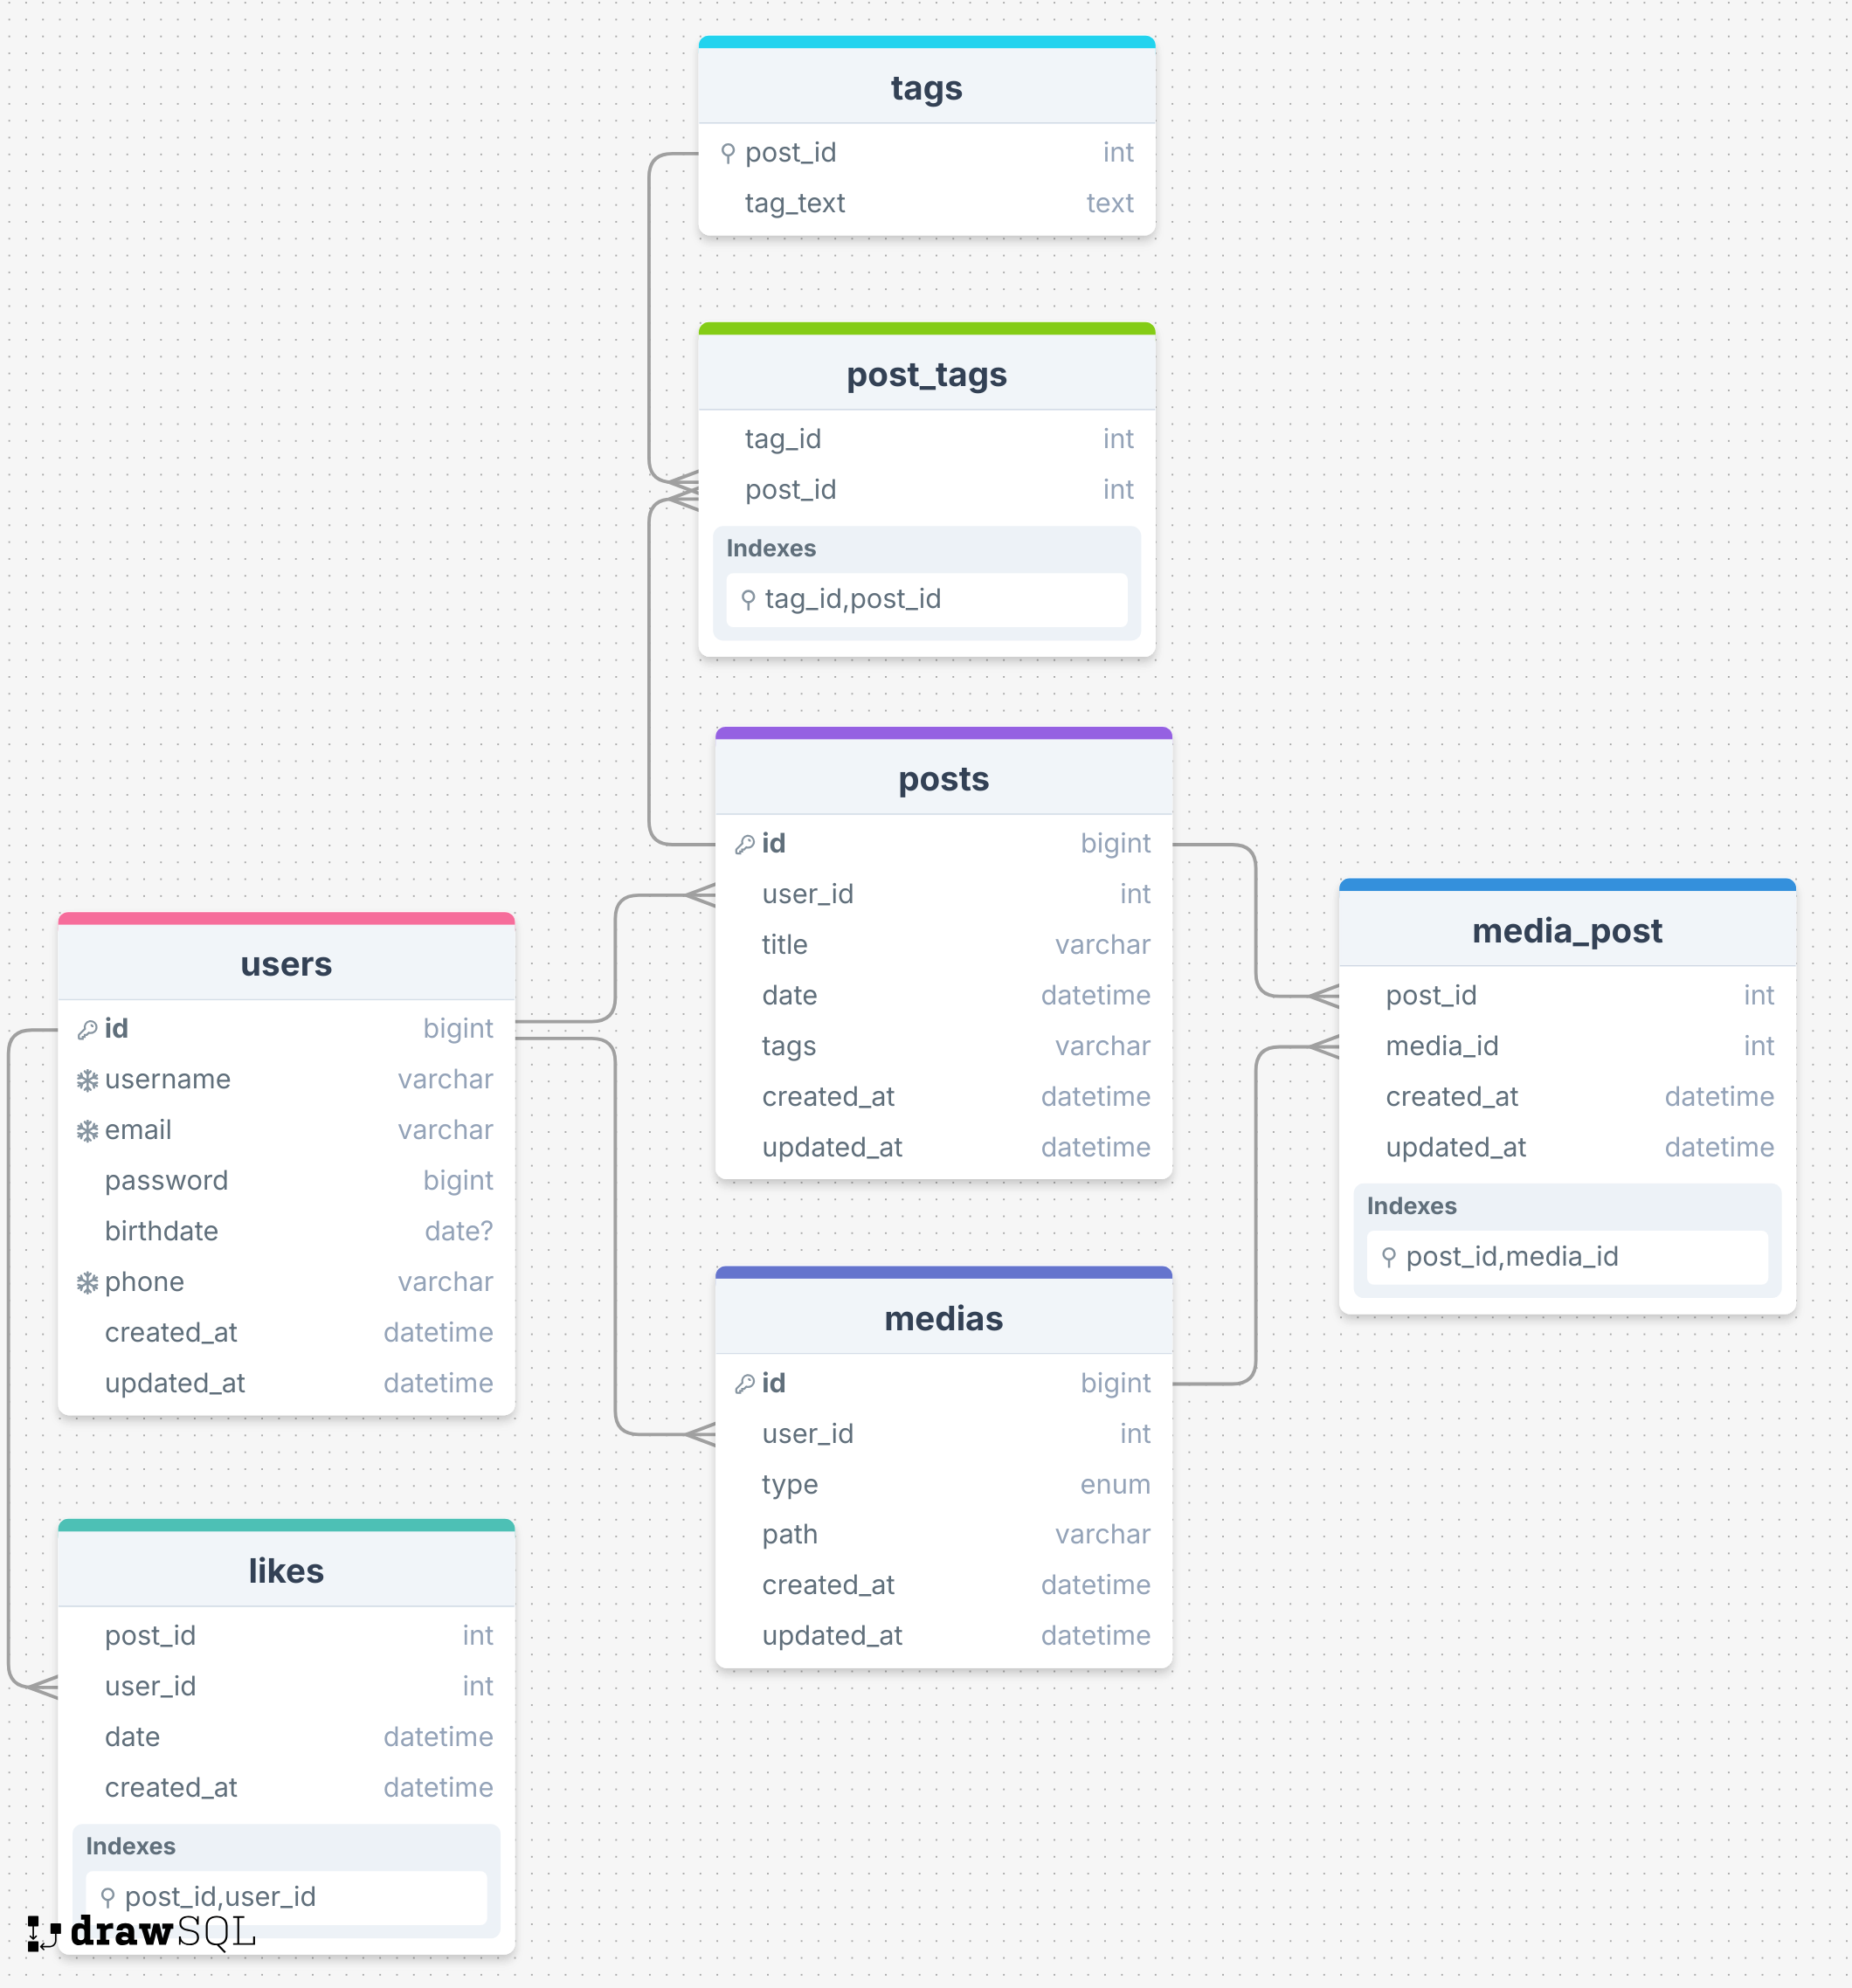 tags
post_id int
tag_text text
post_tags
tag_id int
post_id int
Indexes
tag_id,post_id
posts
id bigint
user_id int
title varchar
date datetime
tags varchar
created_at datetime
updated_at datetime
users
id bigint
username varchar
email varchar
password bigint
birthdate date?
phone varchar
created_at datetime
updated_at datetime
media_post
post_id int
media_id int
created_at datetime
updated_at datetime
Indexes
post_id,media_id
medias
id bigint
user_id int
type enum
path varchar
created_at datetime
updated_at datetime
likes
post_id int
user_id int
date datetime
created_at datetime
Indexes
post_id,user_id
drawSQL